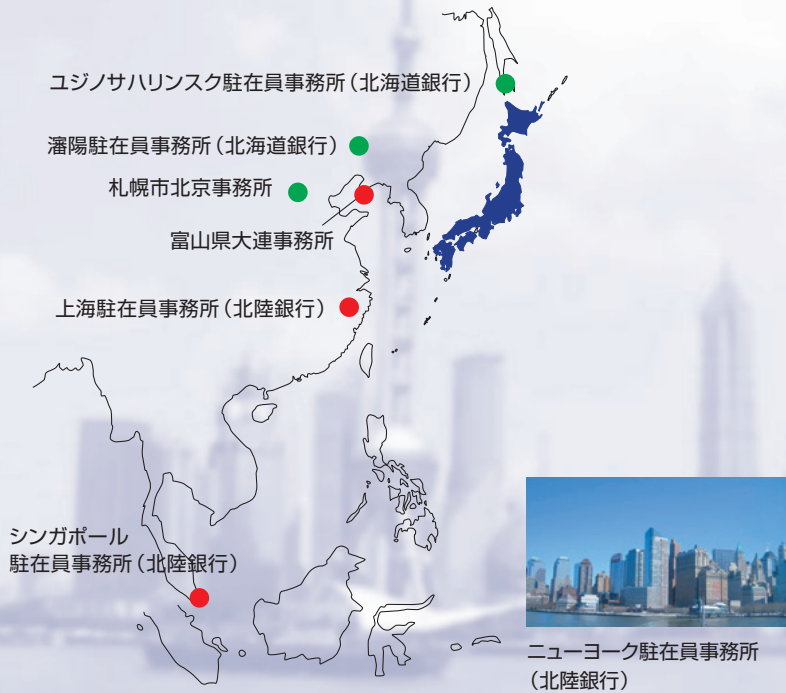 ユジノサハリンスク駐在員事務所（北海道銀行）
瀋陽駐在員事務所（北海道銀行）
札幌市北京事務所
富山県大連事務所
上海駐在員事務所（北陸銀行）
シンガポール
駐在員事務所（北陸銀行）
ニューヨーク駐在員事務所
（北陸銀行）